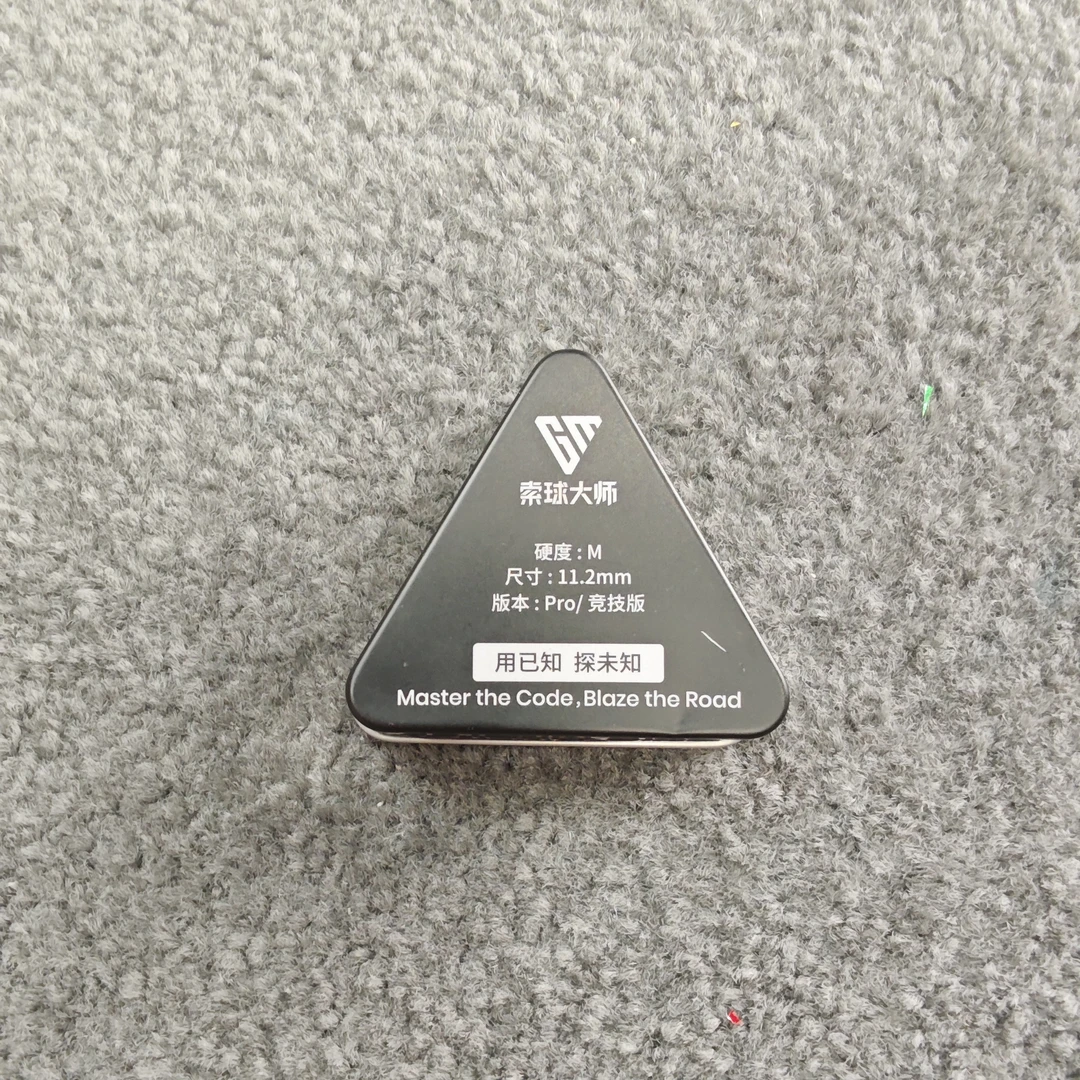 GM
索球大师
硬度 : M
尺寸 : 11.2mm
版本 : Pro/ 竞技版
用已知 探未知
Master the Code,Blaze the Road